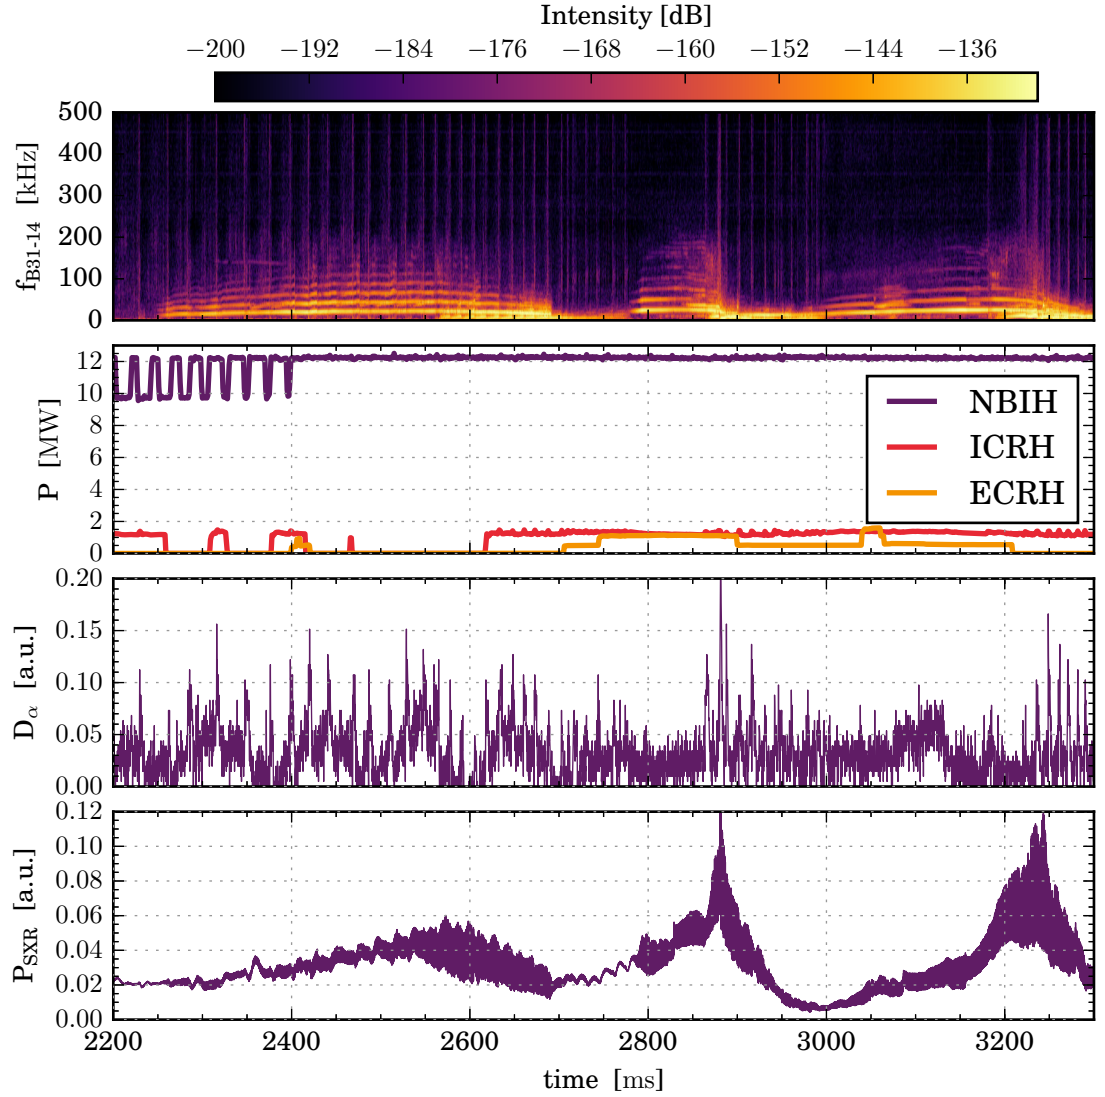 Intensity [dB]
−200 −192 −184 −176 −168 −160 −152 −144 −136
f_B31-14 [kHz]
500
400
300
200
100
0
P [MW]
12
10
8
6
4
2
0
NBIH
ICRH
ECRH
D_α [a.u.]
0.20
0.15
0.10
0.05
0.00
P_SXR [a.u.]
0.12
0.10
0.08
0.06
0.04
0.02
0.00
2200 2400 2600 2800 3000 3200
time [ms]